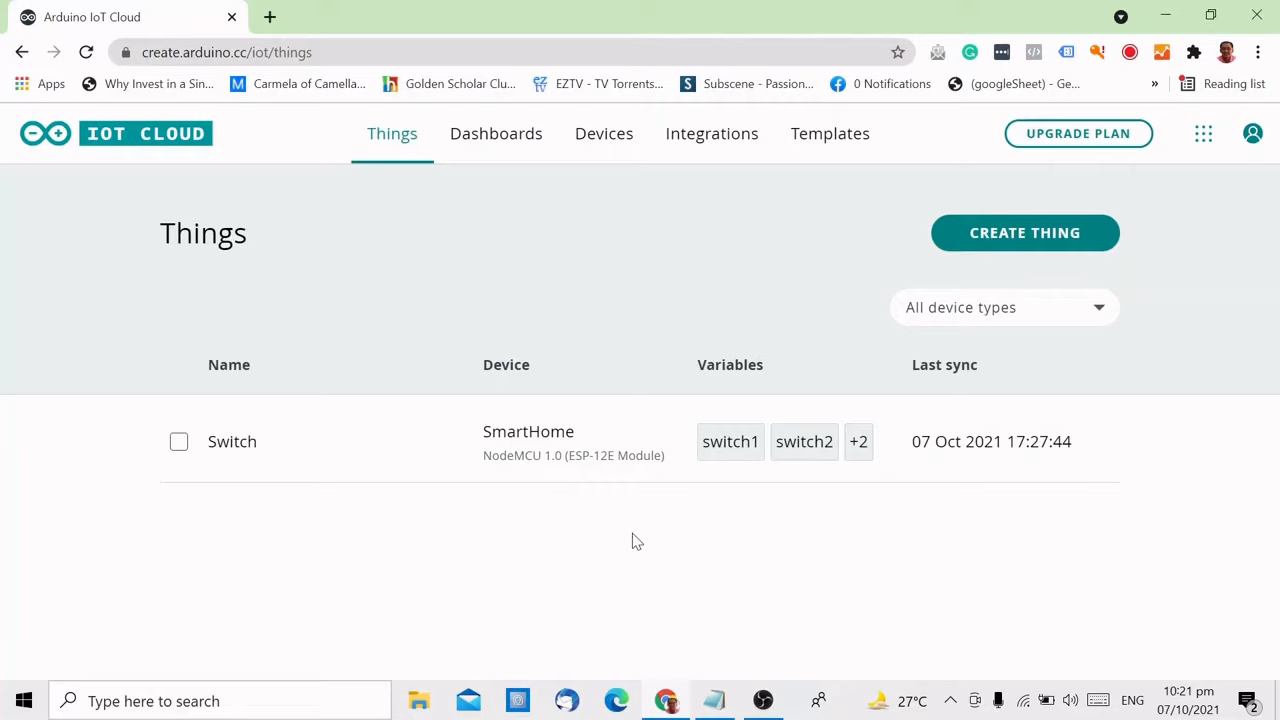 Arduino IoT Cloud
create.arduino.cc/iot/things
Apps Why Invest in a Sin... Carmela of Camella... Golden Scholar Clu... EZTV - TV Torrents... Subscene - Passion... 0 Notifications (googleSheet) - Ge... » Reading list
IOT CLOUD Things Dashboards Devices Integrations Templates UPGRADE PLAN
Things CREATE THING
All device types
Name Device Variables Last sync
Switch SmartHome switch1 switch2 +2 07 Oct 2021 17:27:44
NodeMCU 1.0 (ESP-12E Module)
Type here to search 27°C ENG 10:21 pm
07/10/2021 2